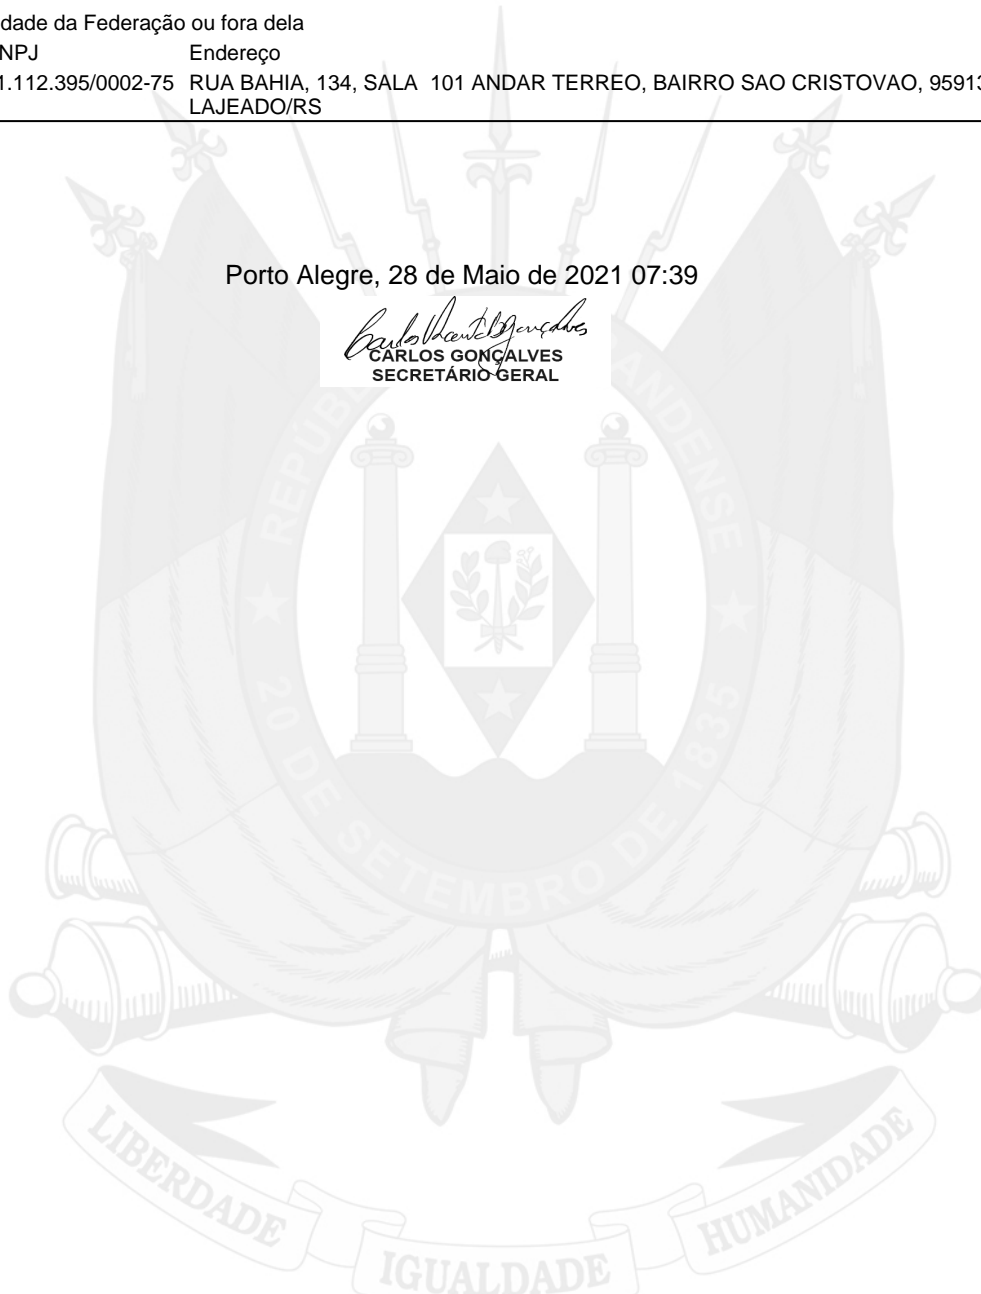 dade da Federação ou fora dela
NPJ Endereço
1.112.395/0002-75 RUA BAHIA, 134, SALA 101 ANDAR TERREO, BAIRRO SAO CRISTOVAO, 95913
LAJEADO/RS
Porto Alegre, 28 de Maio de 2021 07:39
CARLOS GONÇALVES
SECRETÁRIO GERAL
20 DE SETEMBRO DE 1835
LIBERDADE
IGUALDADE
HUMANIDADE